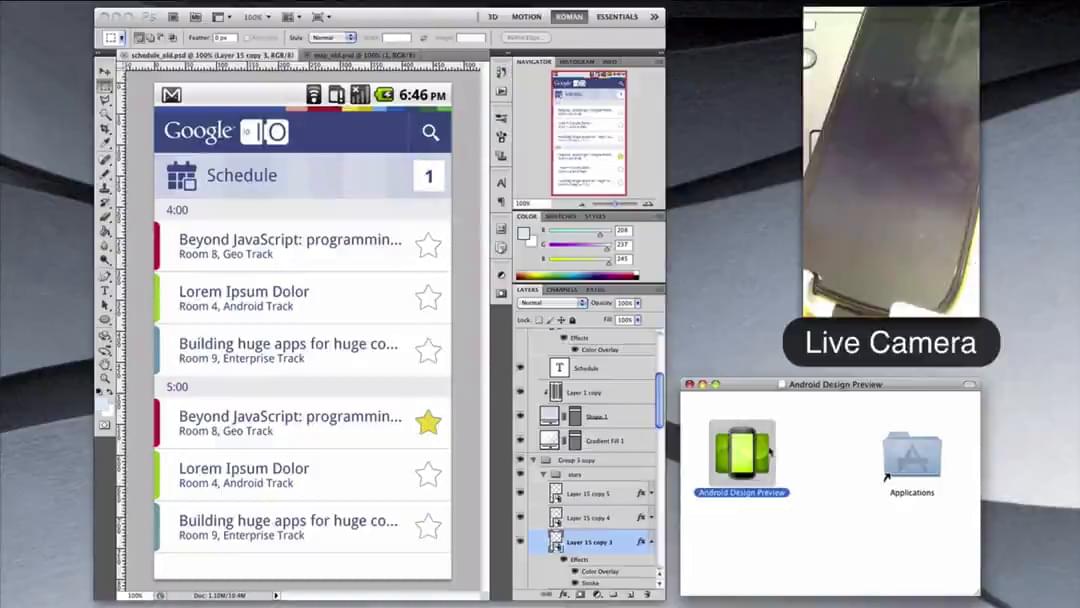 100%
3D MOTION ROMAN ESSENTIALS >>
Feather: 0 px Style: Normal Width: Height: Refine Edge...
schedule_old.psd @ 100% (Layer 15 copy 3, RGB/8) map_old.psd @ 100% (1, RGB/8)
6:46 PM
Google IO
Schedule 1
4:00
Beyond JavaScript: programmin...
Room 8, Geo Track
Lorem Ipsum Dolor
Room 4, Android Track
Building huge apps for huge co...
Room 9, Enterprise Track
5:00
Beyond JavaScript: programmin...
Room 8, Geo Track
Lorem Ipsum Dolor
Room 4, Android Track
Building huge apps for huge co...
Room 9, Enterprise Track
100% Doc: 1.10M/10.4M
NAVIGATOR HISTOGRAM INFO
100%
COLOR SWATCHES STYLES
R 208
G 237
B 245
LAYERS CHANNELS PATHS
Normal Opacity: 100%
Lock: Fill: 100%
Effects
Color Overlay
T Schedule
Layer 1 copy
Shape 1
Gradient Fill 1
Group 3 copy
stars
Layer 15 copy 5 fx
Layer 15 copy 4 fx
Layer 15 copy 3 fx
Effects
Color Overlay
Stroke
Live Camera
Android Design Preview
Android Design Preview
Applications